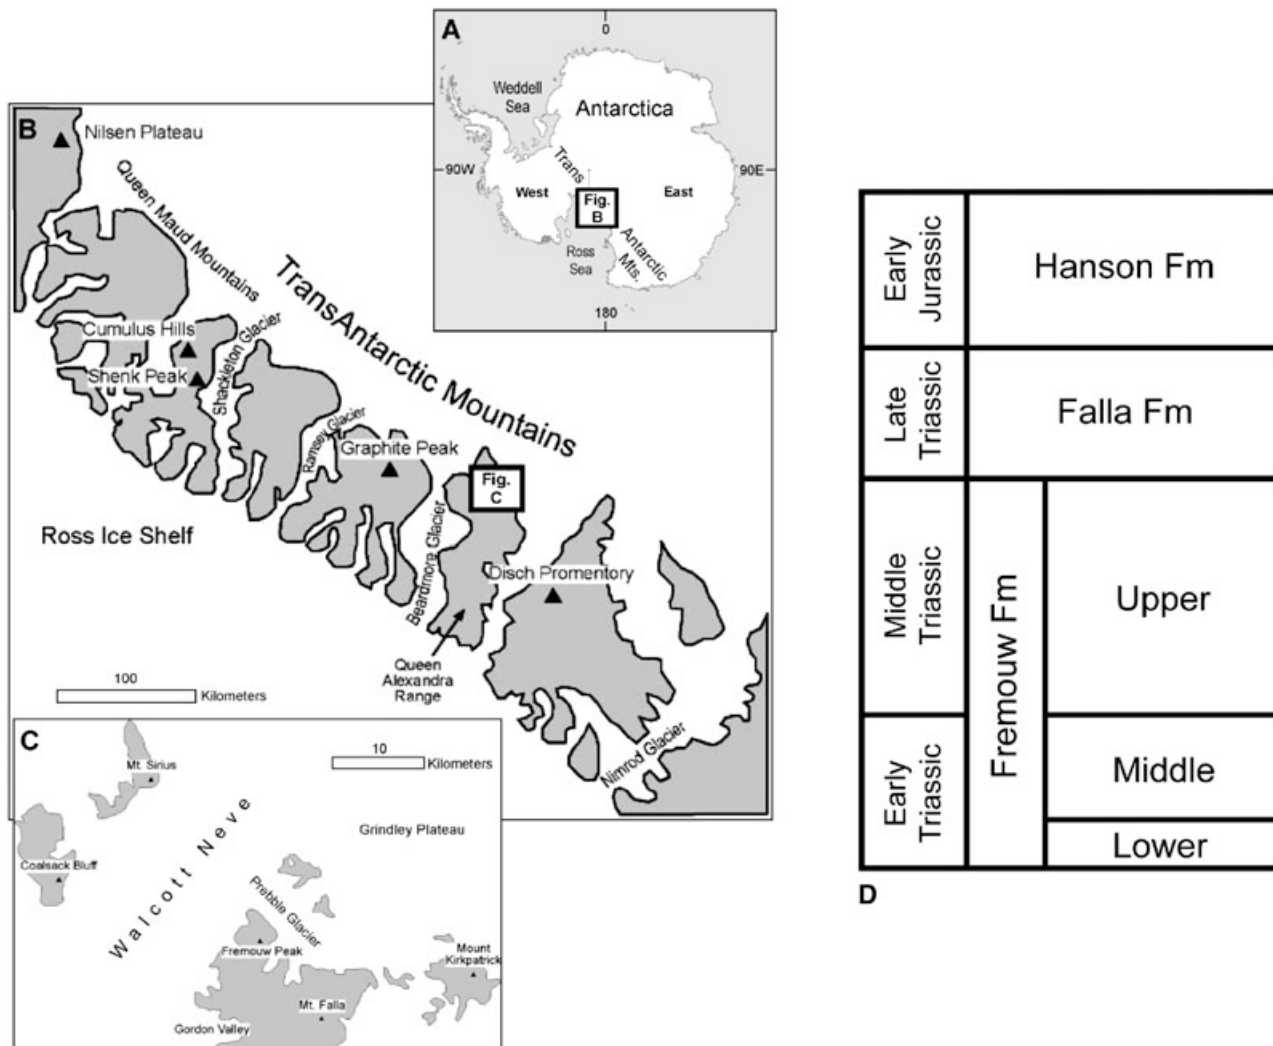 A
0
Weddell
Sea
Antarctica
90W
Trans
90E
West
East
Fig.
B
Ross
Sea
Antarctic
Mts.
180
B
Nilsen Plateau
Queen Maud Mountains
TransAntarctic Mountains
Cumulus Hills
Shenk Peak
Shackleton Glacier
Ramsey Glacier
Graphite Peak
Fig.
C
Ross Ice Shelf
Beardmore Glacier
Disch Promentory
Queen
Alexandra
Range
100
Kilometers
Nimrod Glacier
C
Mt. Sirius
10
Kilometers
Grindley Plateau
Coalsack Bluff
Walcott Neve
Prebble Glacier
Fremouw Peak
Mount
Kirkpatrick
Mt. Falla
Gordon Valley
Early
Jurassic
Hanson Fm
Late
Triassic
Falla Fm
Middle
Triassic
Fremouw Fm
Upper
Early
Triassic
Middle
Lower
D